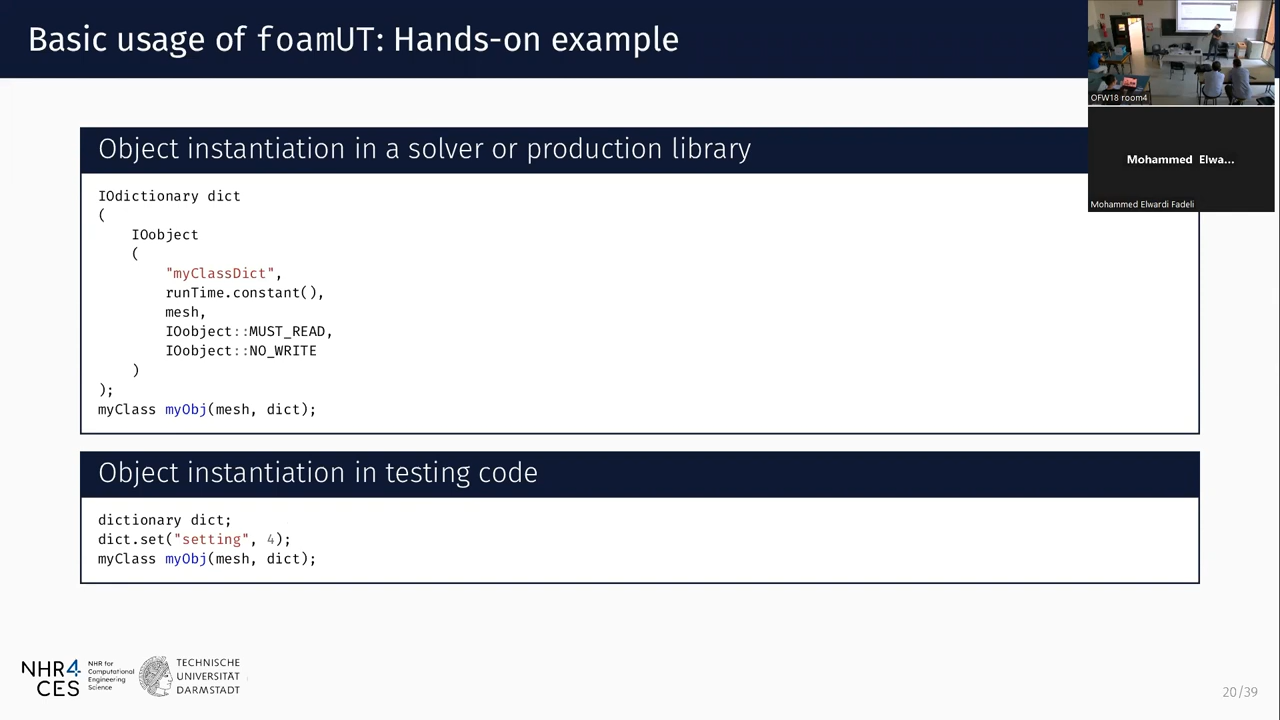 Basic usage of foamUT: Hands-on example
OFW18 room4
Mohammed Elwa...
Mohammed Elwardi Fadeli
Object instantiation in a solver or production library
IOdictionary dict
(
    IOobject
    (
        "myClassDict",
        runTime.constant(),
        mesh,
        IOobject::MUST_READ,
        IOobject::NO_WRITE
    )
);
myClass myObj(mesh, dict);
Object instantiation in testing code
dictionary dict;
dict.set("setting", 4);
myClass myObj(mesh, dict);
NHR4
CES
NHR for
Computational
Engineering
Science
TECHNISCHE
UNIVERSITÄT
DARMSTADT
20/39